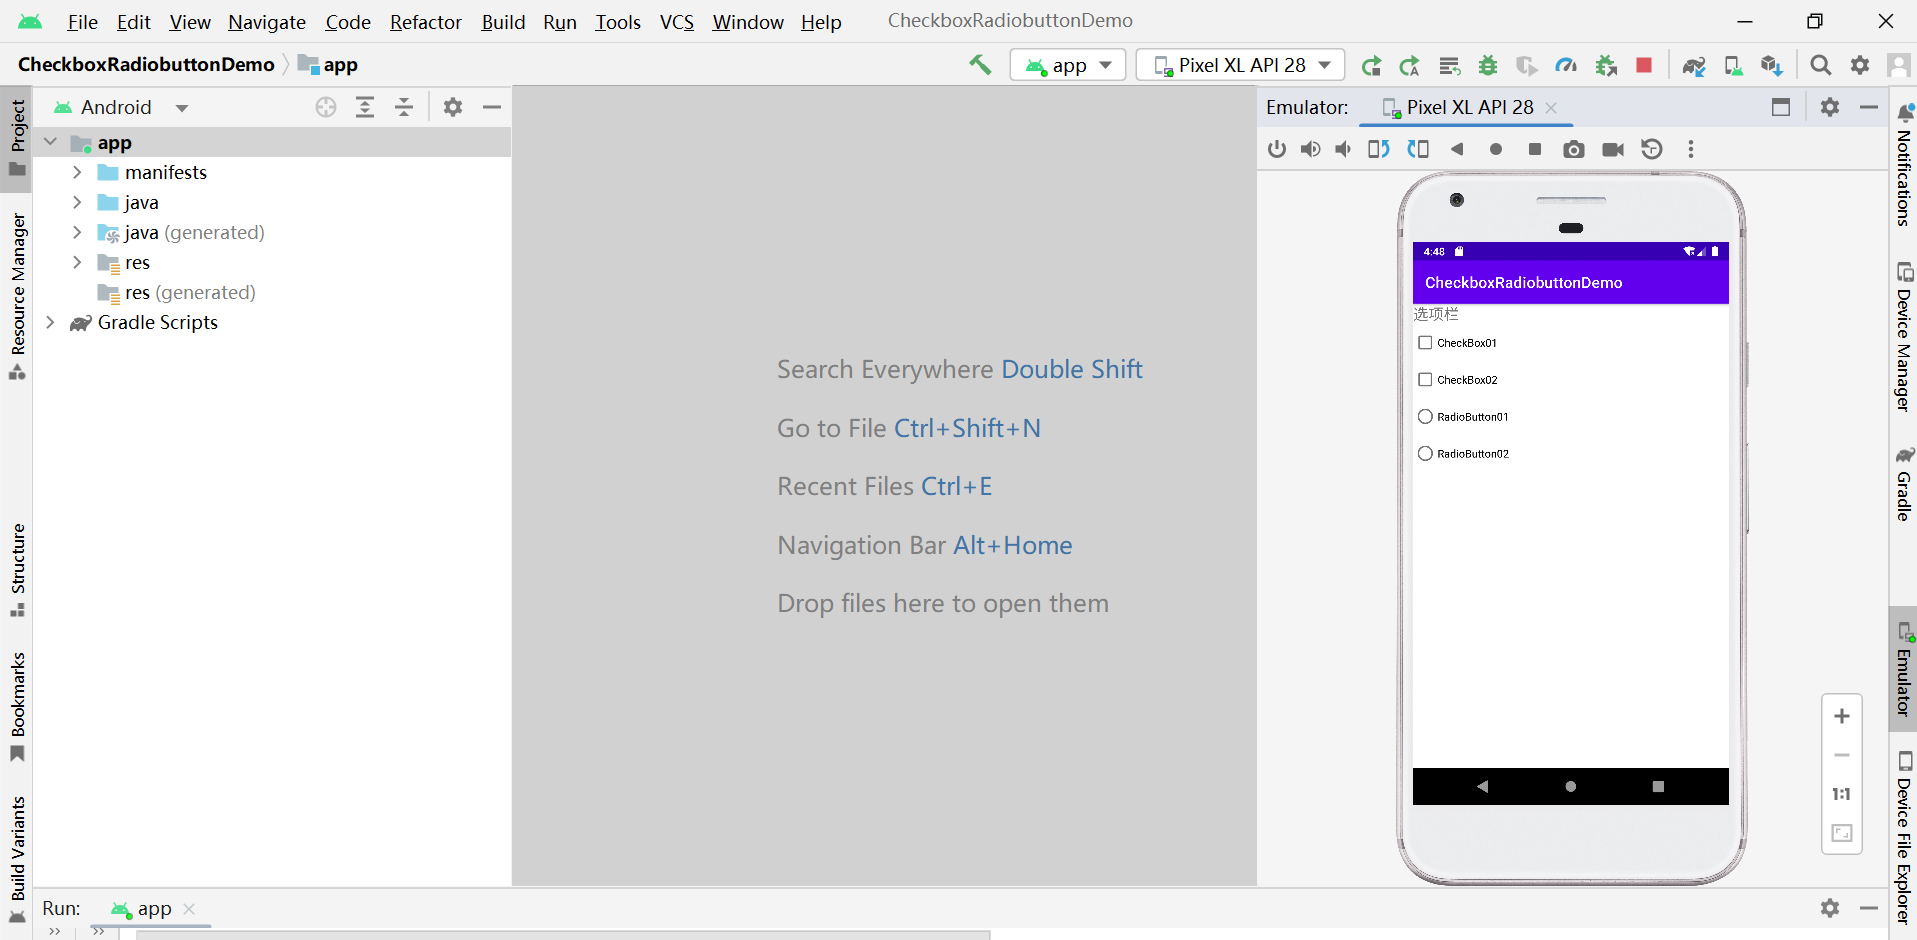 File Edit View Navigate Code Refactor Build Run Tools VCS Window Help CheckboxRadiobuttonDemo
CheckboxRadiobuttonDemo app
app Pixel XL API 28
Project
Resource Manager
Structure
Bookmarks
Build Variants
Android
app
manifests
java
java (generated)
res
res (generated)
Gradle Scripts
Search Everywhere Double Shift
Go to File Ctrl+Shift+N
Recent Files Ctrl+E
Navigation Bar Alt+Home
Drop files here to open them
Emulator: Pixel XL API 28
4:48
CheckboxRadiobuttonDemo
选项栏
CheckBox01
CheckBox02
RadioButton01
RadioButton02
1:1
Notifications
Device Manager
Gradle
Emulator
Device File Explorer
Run: app